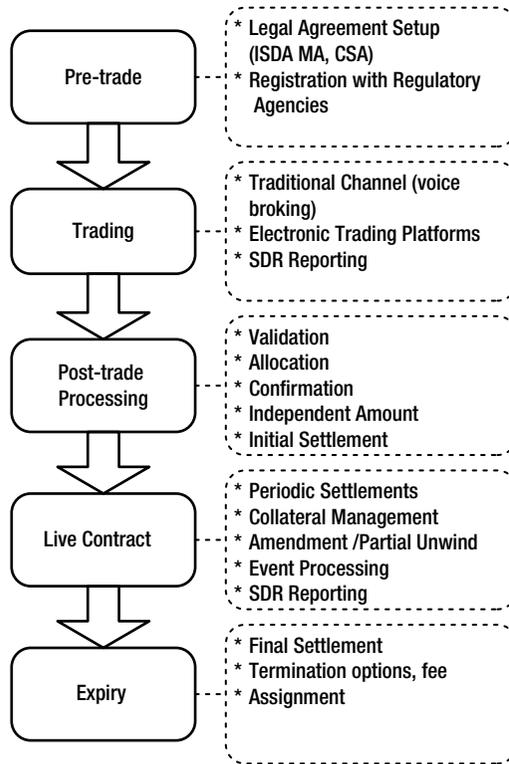 Pre-trade
* Legal Agreement Setup
(ISDA MA, CSA)
* Registration with Regulatory
Agencies
Trading
* Traditional Channel (voice
broking)
* Electronic Trading Platforms
* SDR Reporting
Post-trade
Processing
* Validation
* Allocation
* Confirmation
* Independent Amount
* Initial Settlement
Live Contract
* Periodic Settlements
* Collateral Management
* Amendment /Partial Unwind
* Event Processing
* SDR Reporting
Expiry
* Final Settlement
* Termination options, fee
* Assignment